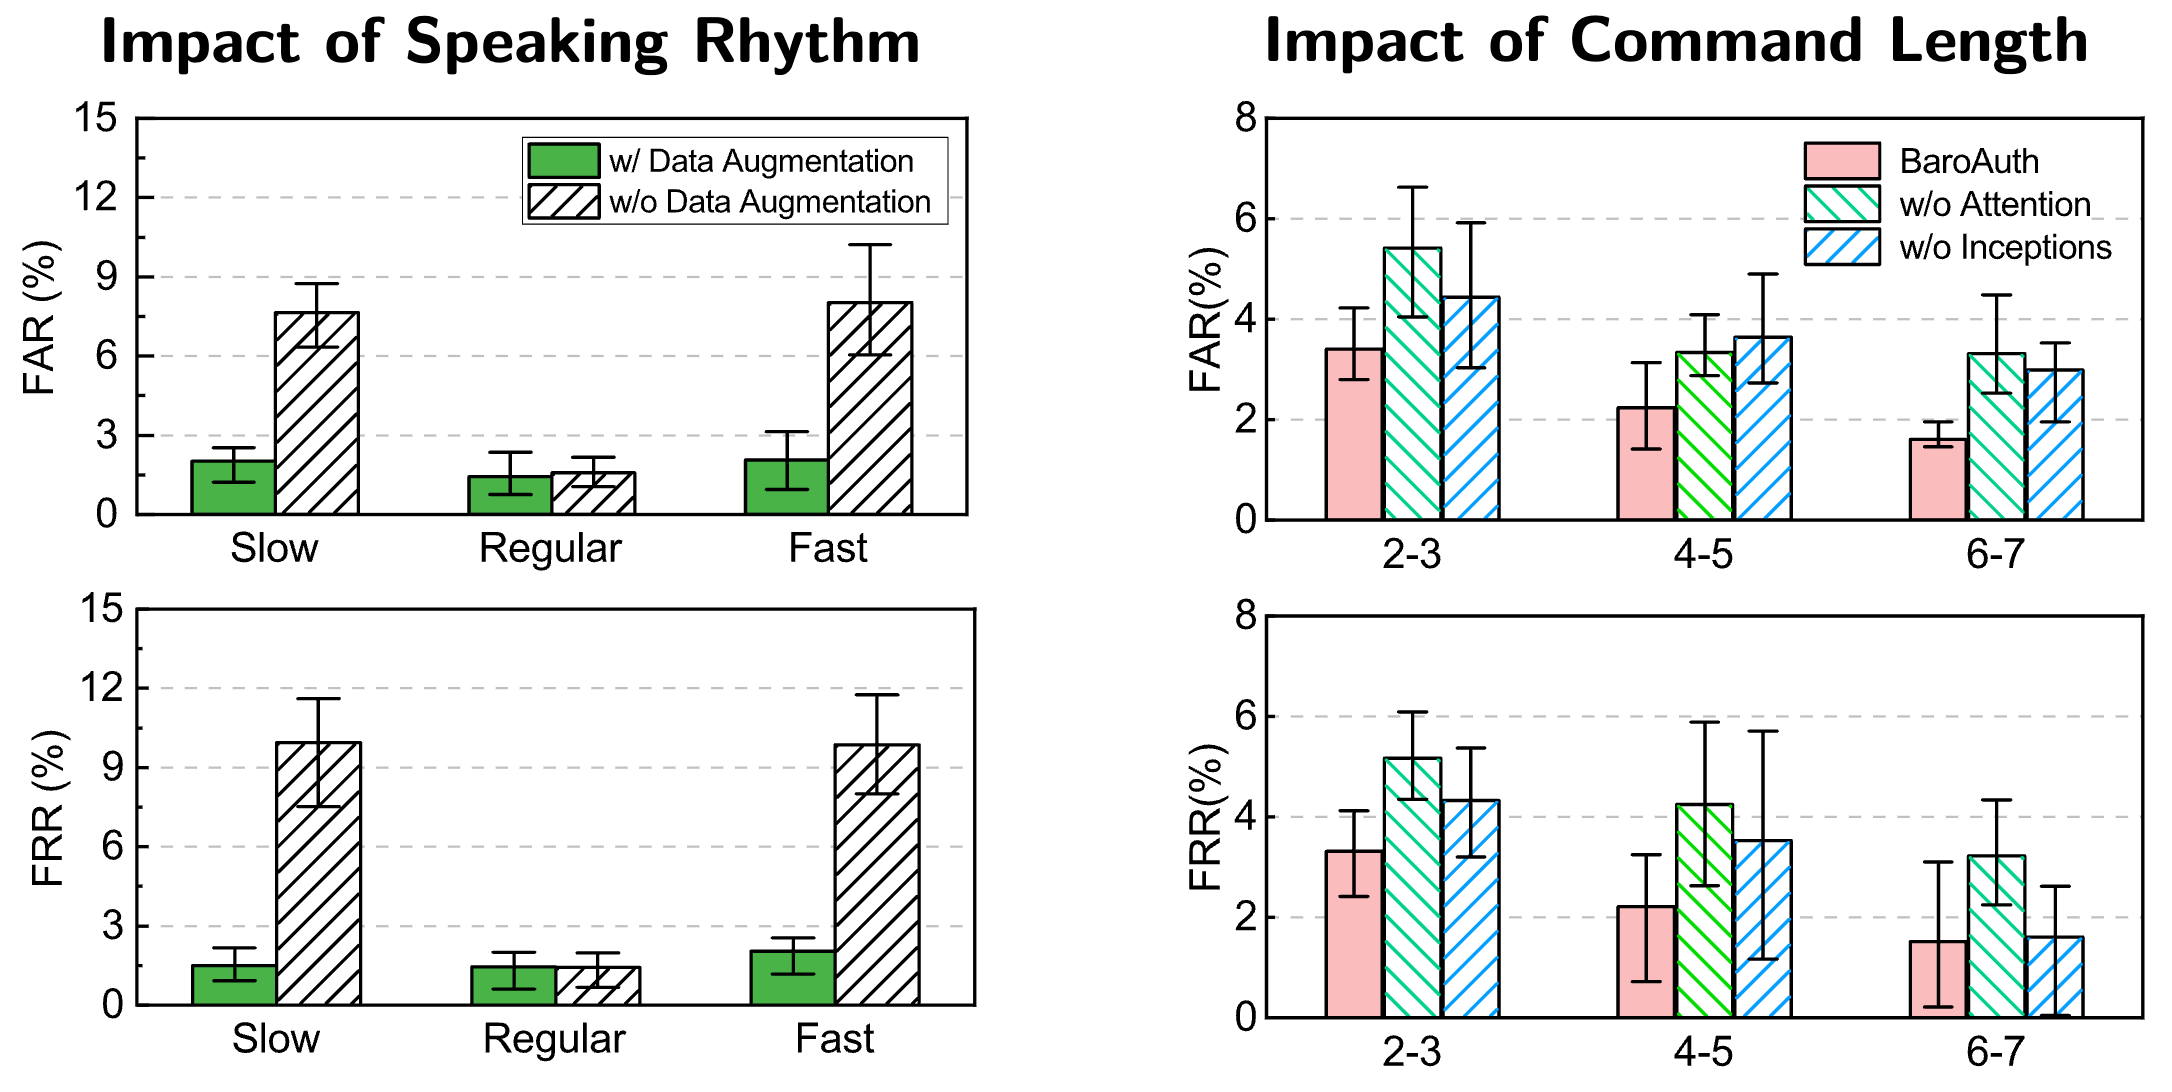 Impact of Speaking Rhythm
15
12
9
6
3
0
FAR (%)
w/ Data Augmentation
w/o Data Augmentation
Slow Regular Fast
15
12
9
6
3
0
FRR (%)
Slow Regular Fast
Impact of Command Length
8
6
4
2
0
FAR(%)
BaroAuth
w/o Attention
w/o Inceptions
2-3 4-5 6-7
8
6
4
2
0
FRR(%)
2-3 4-5 6-7